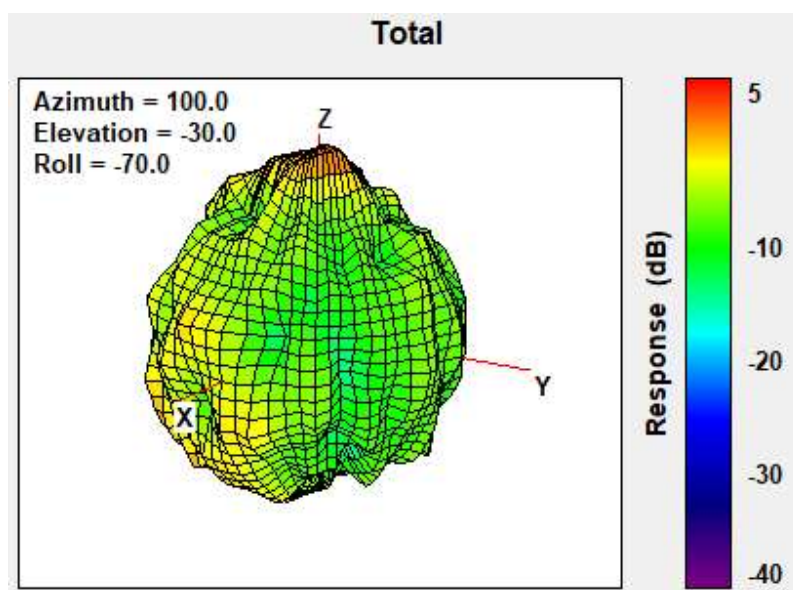 Total
Azimuth = 100.0
Elevation = -30.0
Roll = -70.0
Z
X
Y
Response (dB)
5
-10
-20
-30
-40